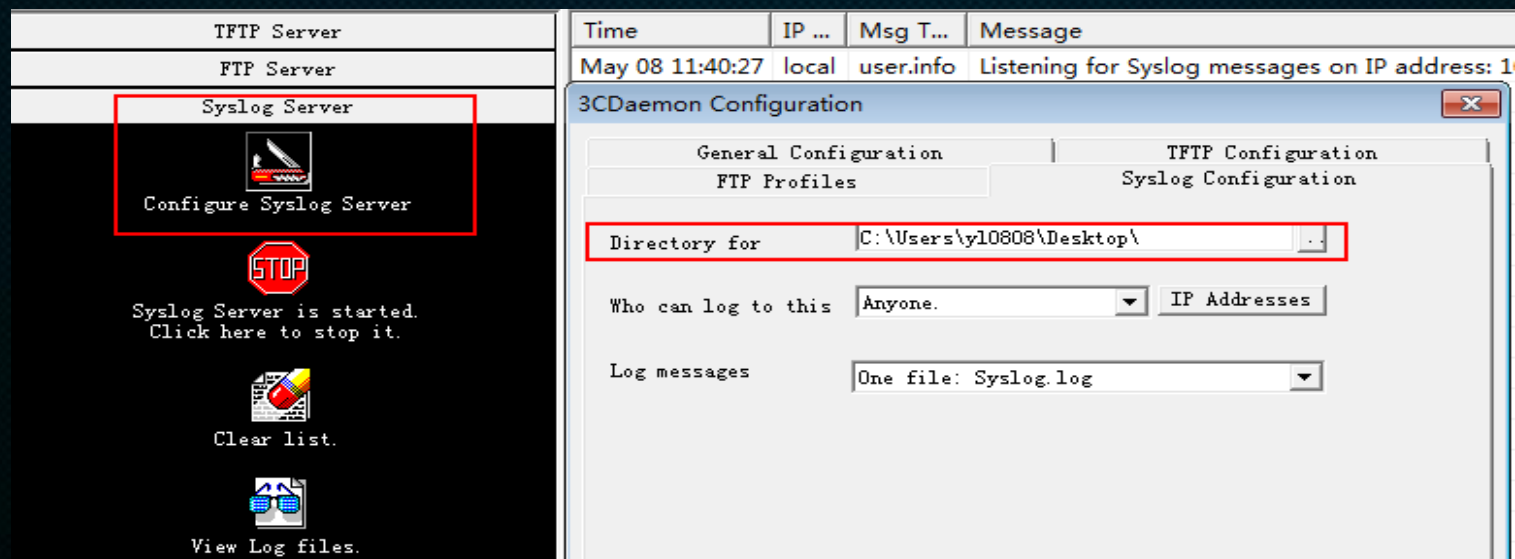 TFTP Server
FTP Server
Syslog Server
Configure Syslog Server
STOP
Syslog Server is started.
Click here to stop it.
Clear list.
View Log files.
Time IP ... Msg T... Message
May 08 11:40:27 local user.info Listening for Syslog messages on IP address: 1
3CDaemon Configuration
General Configuration TFTP Configuration
FTP Profiles Syslog Configuration
Directory for C:\Users\yl0808\Desktop\ ..
Who can log to this Anyone. IP Addresses
Log messages One file: Syslog.log